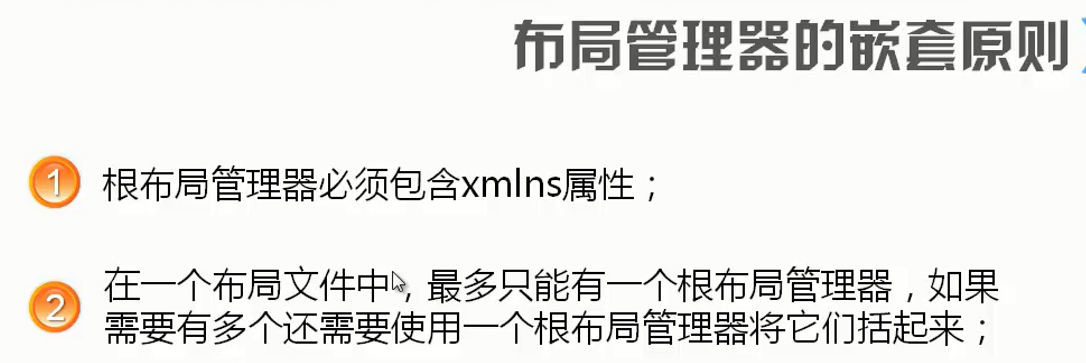 布局管理器的嵌套原则
1 根布局管理器必须包含xmlns属性；
2 在一个布局文件中，最多只能有一个根布局管理器，如果
需要有多个还需要使用一个根布局管理器将它们括起来；